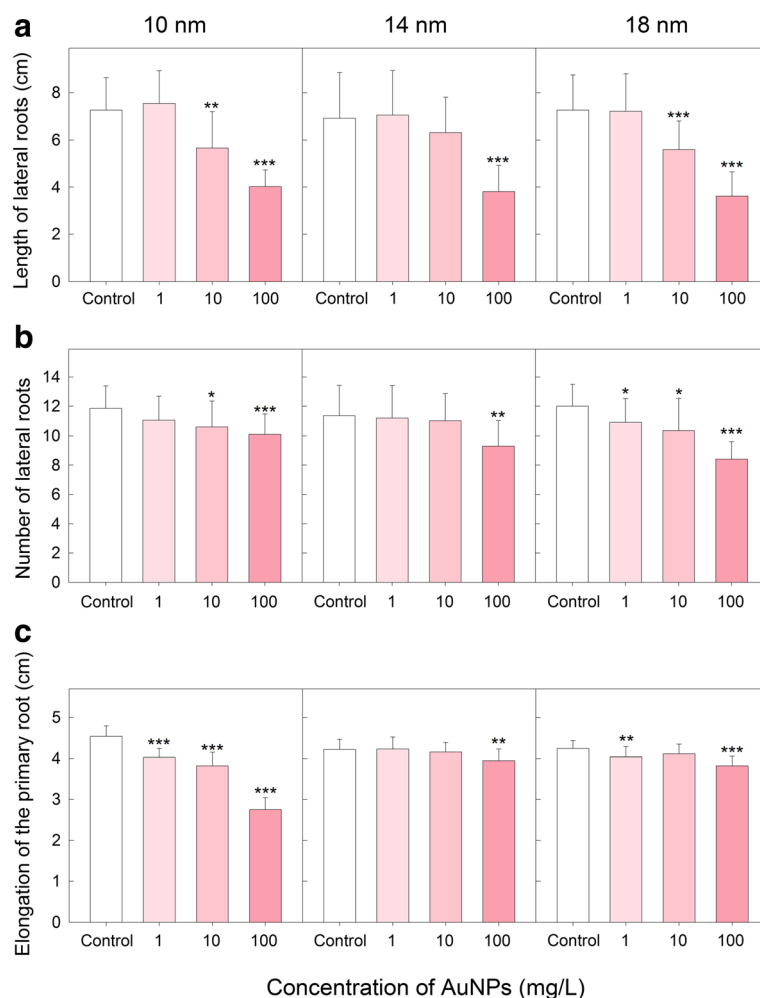 a
10 nm 14 nm 18 nm
Length of lateral roots (cm)
8
6
4
2
0
** *** *** *** ***
Control 1 10 100 Control 1 10 100 Control 1 10 100
b
Number of lateral roots
14
12
10
8
6
4
2
0
* *** ** * * ***
Control 1 10 100 Control 1 10 100 Control 1 10 100
c
Elongation of the primary root (cm)
5
4
3
2
1
0
*** *** *** ** ** ***
Control 1 10 100 Control 1 10 100 Control 1 10 100
Concentration of AuNPs (mg/L)